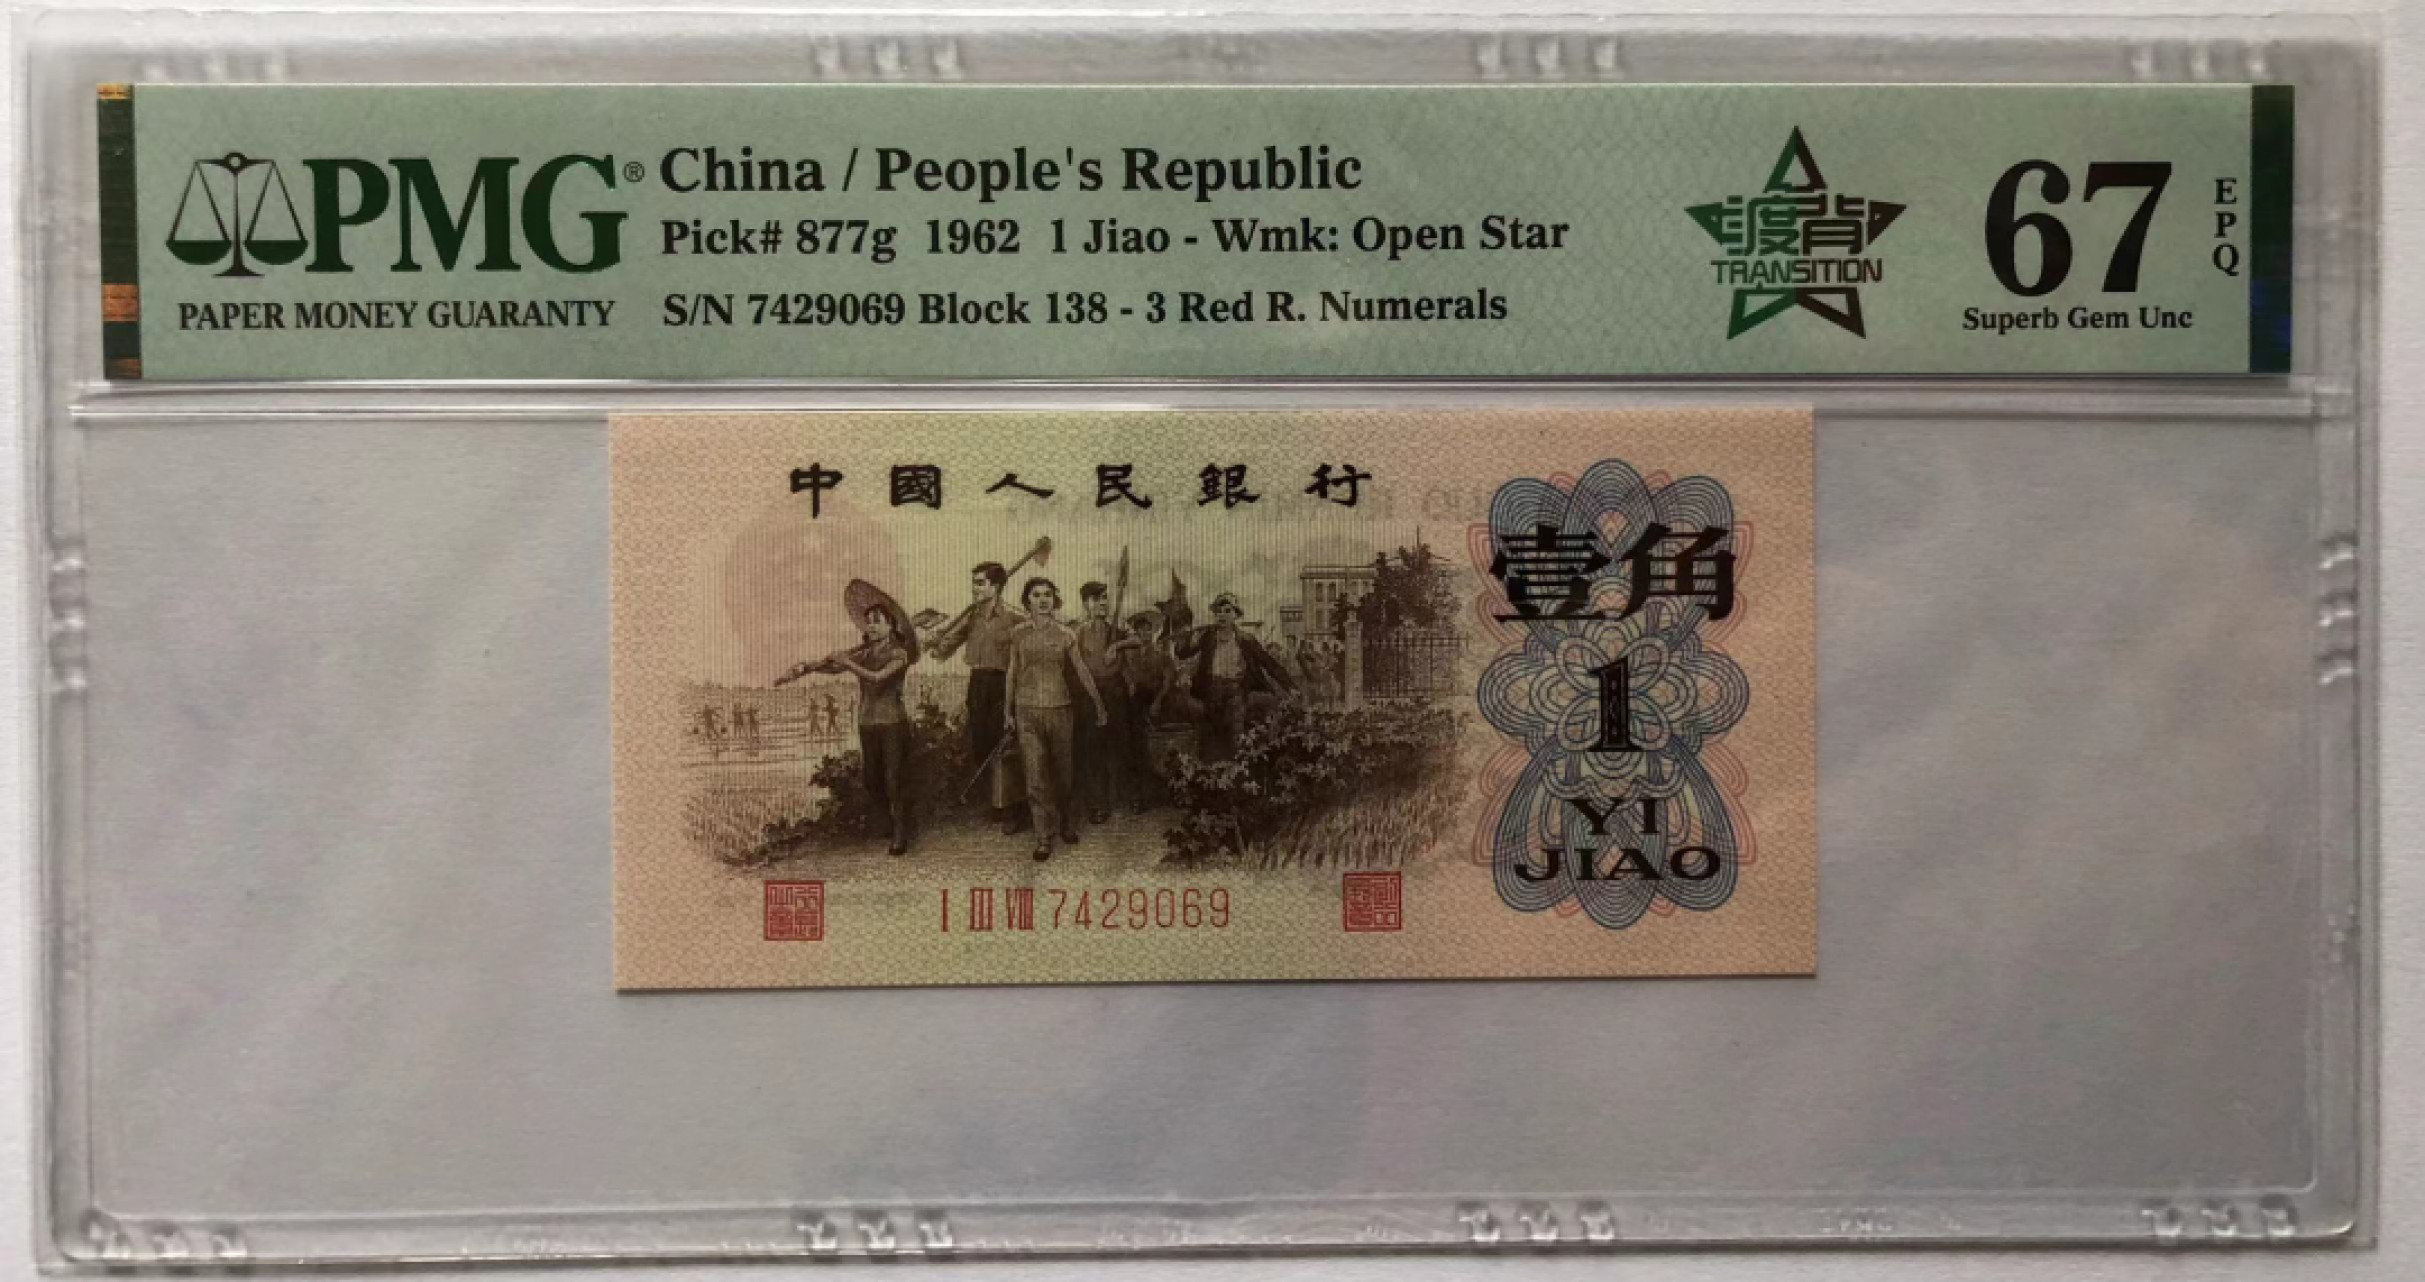 PMG®
PAPER MONEY GUARANTY
China / People's Republic
Pick# 877g 1962 1 Jiao - Wmk: Open Star
S/N 7429069 Block 138 - 3 Red R. Numerals
渡背
TRANSITION
67
EPQ
Superb Gem Unc
中國人民銀行
壹角
1
YI
JIAO
I III VIII 7429069